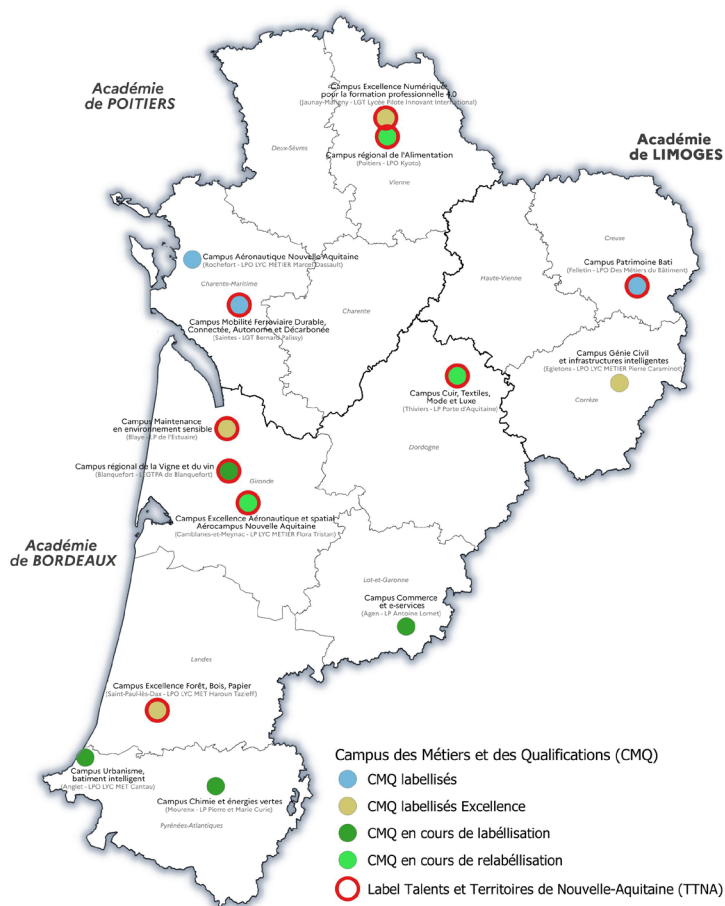 Académie
de POITIERS
Campus Excellence Numérique
pour la formation professionnelle 4.0
(Jaunay-Marigny - LGT Lycée Pilote Innovant International)
Deux-Sèvres
Campus régional de l'Alimentation
(Poitiers - LPO Kyoto)
Vienne
Académie
de LIMOGES
Creuse
Campus Patrimoine Bati
(Felletin - LPO Des Métiers du Bâtiment)
Haute-Vienne
Campus Aéronautique Nouvelle Aquitaine
(Rochefort - LPO LYC METIER Marcel Dassault)
Charente-Maritime
Charente
Campus Mobilité Ferroviaire Durable,
Connectée, Autonome et Décarbonée
(Saintes - LGT Bernard Palissy)
Campus Génie Civil
et infrastructures intelligentes
(Egletons - LPO LYC METIER Pierre Caraminot)
Corrèze
Campus Cuir, Textiles,
Mode et Luxe
(Thiviers - LP Porte d'Aquitaine)
Dordogne
Campus Maintenance
en environnement sensible
(Blaye - LP de l'Estuaire)
Campus régional de la Vigne et du vin
(Blanquefort - LEGTPA de Blanquefort)
Gironde
Campus Excellence Aéronautique et spatial
Aérocampus Nouvelle Aquitaine
(Camblanes-et-Meynac - LP LYC METIER Flora Tristan)
Académie
de BORDEAUX
Lot-et-Garonne
Campus Commerce
et e-services
(Agen - LP Antoine Lomet)
Landes
Campus Excellence Forêt, Bois, Papier
(Saint-Paul-lès-Dax - LPO LYC MET Haroun Tazieff)
Campus Urbanisme,
batiment intelligent
(Anglet - LPO LYC MET Cantau)
Campus Chimie et énergies vertes
(Mourenx - LP Pierre et Marie Curie)
Pyrénées-Atlantiques
Campus des Métiers et des Qualifications (CMQ)
CMQ labellisés
CMQ labellisés Excellence
CMQ en cours de labéllisation
CMQ en cours de relabéllisation
Label Talents et Territoires de Nouvelle-Aquitaine (TTNA)